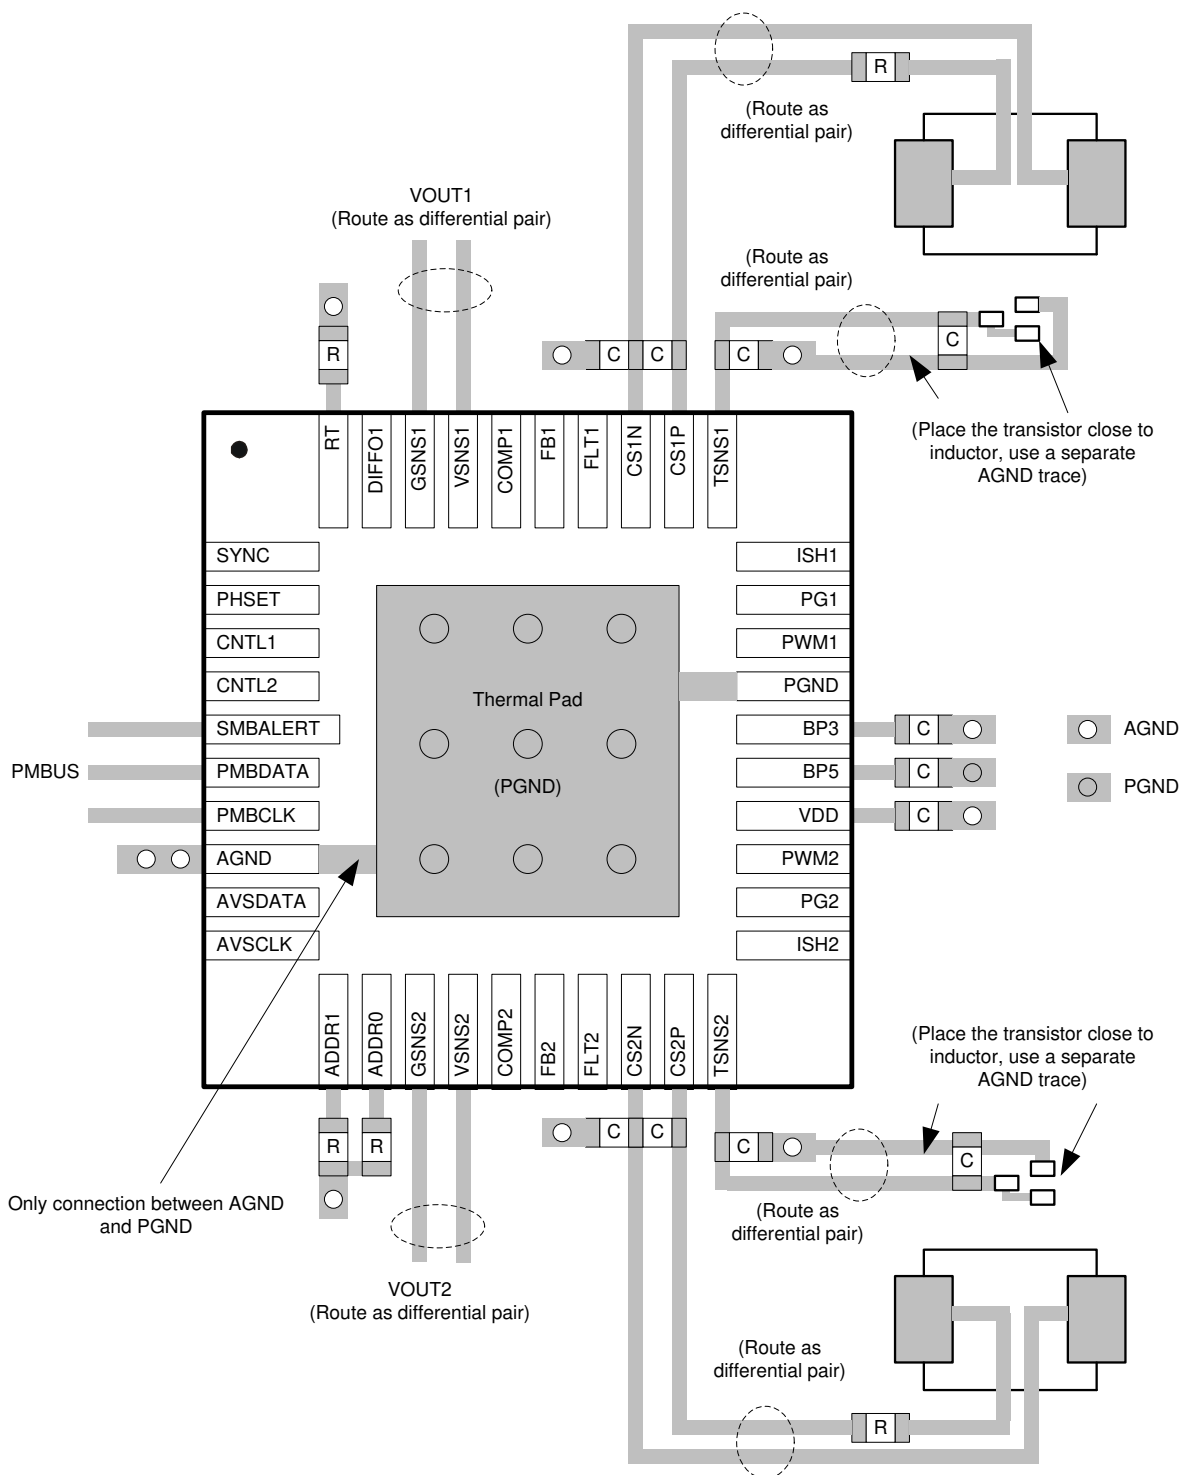 R
(Route as
differential pair)
VOUT1
(Route as differential pair)
(Route as
differential pair)
R
C
C
C
C
(Place the transistor close to
inductor, use a separate
AGND trace)
RT
DIFFO1
GSNS1
VSNS1
COMP1
FB1
FLT1
CS1N
CS1P
TSNS1
SYNC
PHSET
CNTL1
CNTL2
SMBALERT
PMBUS
PMBDATA
PMBCLK
AGND
AVSDATA
AVSCLK
Thermal Pad
(PGND)
ISH1
PG1
PWM1
PGND
BP3
C
BP5
C
VDD
C
PWM2
PG2
ISH2
AGND
PGND
ADDR1
ADDR0
GSNS2
VSNS2
COMP2
FB2
FLT2
CS2N
CS2P
TSNS2
(Place the transistor close to
inductor, use a separate
AGND trace)
R
R
C
C
C
C
Only connection between AGND
and PGND
(Route as
differential pair)
VOUT2
(Route as differential pair)
(Route as
differential pair)
R